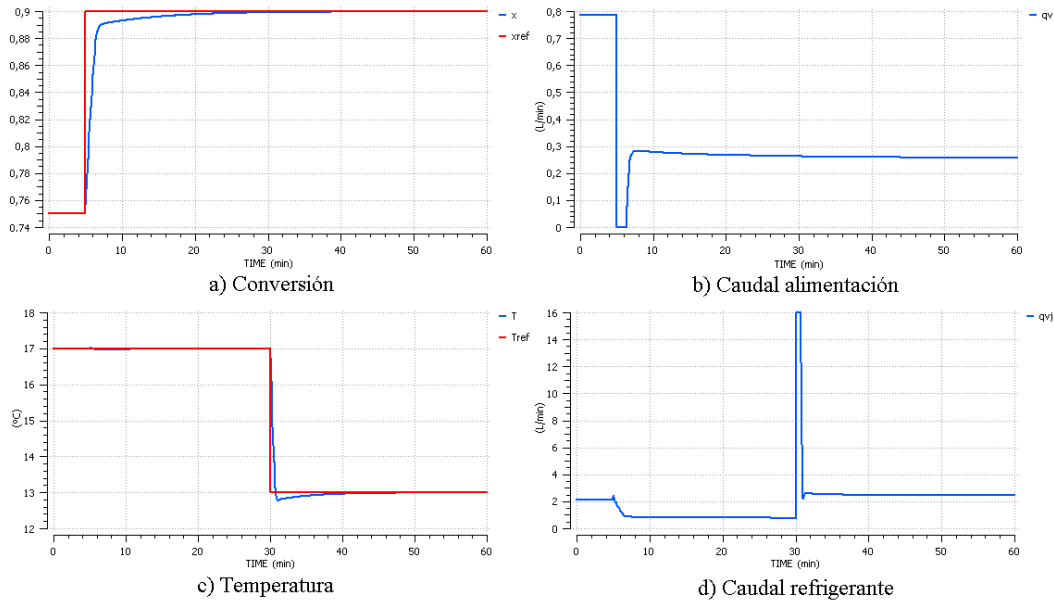 0,9
0,88
0,86
0,84
0,82
0,8
0,78
0,76
0.74
0 10 20 30 40 50 60
TIME (min)
x
xref
a) Conversión
0,8
0,7
0,6
0,5
0,4
0,3
0,2
0,1
0
(L/min)
0 10 20 30 40 50 60
TIME (min)
qv
b) Caudal alimentación
18
17
16
15
14
13
12
(ºC)
0 10 20 30 40 50 60
TIME (min)
T
Tref
c) Temperatura
16
14
12
10
8
6
4
2
0
(L/min)
0 10 20 30 40 50 60
TIME (min)
qvj
d) Caudal refrigerante